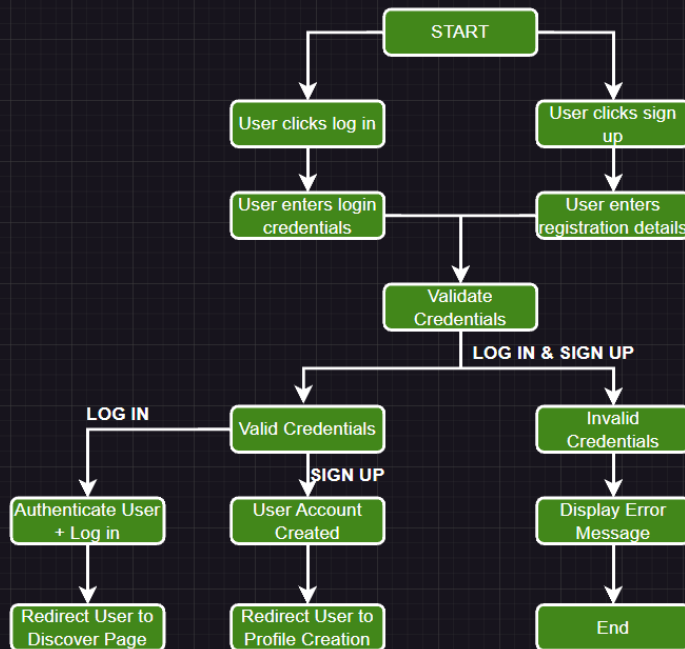 START
User clicks log in
User clicks sign
up
User enters login
credentials
User enters
registration details
Validate
Credentials
LOG IN & SIGN UP
LOG IN
Valid Credentials
Invalid
Credentials
SIGN UP
Authenticate User
+ Log in
User Account
Created
Display Error
Message
Redirect User to
Discover Page
Redirect User to
Profile Creation
End